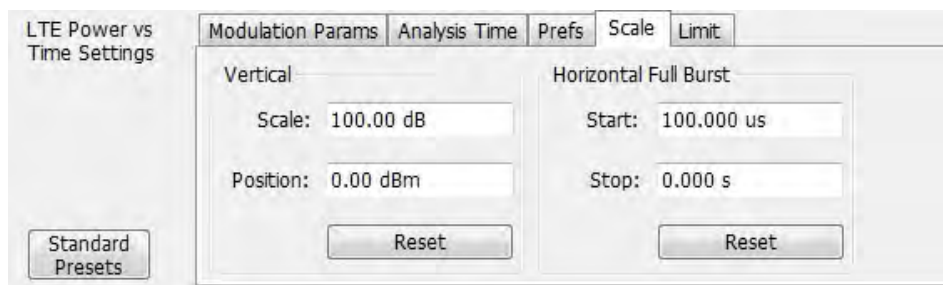 LTE Power vs
Time Settings
Modulation Params Analysis Time Prefs Scale Limit
Vertical
Scale: 100.00 dB
Position: 0.00 dBm
Reset
Horizontal Full Burst
Start: 100.000 us
Stop: 0.000 s
Reset
Standard
Presets